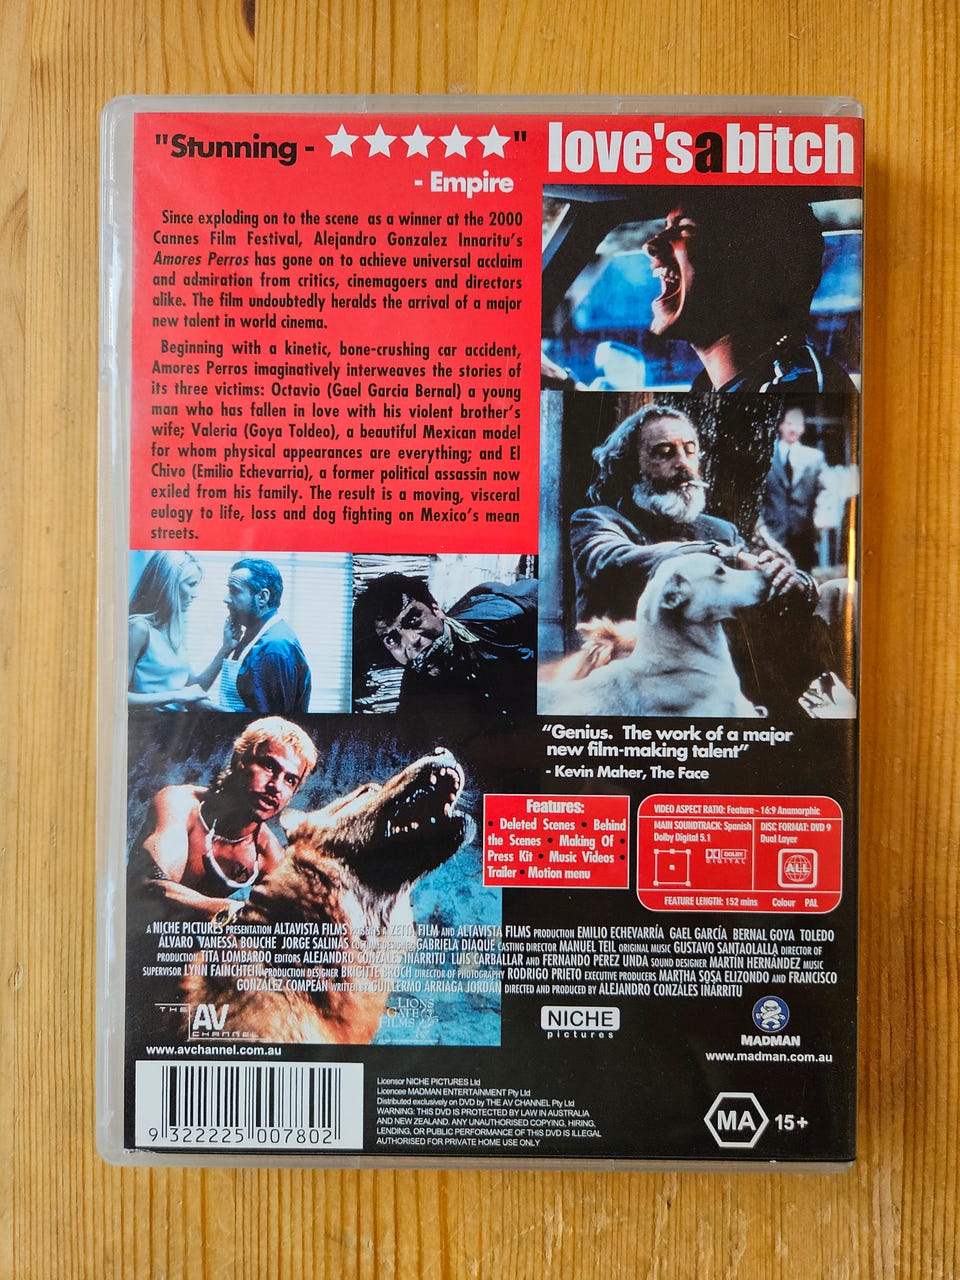 "Stunning - ★★★★★"
- Empire
love'sabitch
Since exploding on to the scene as a winner at the 2000
Cannes Film Festival, Alejandro Gonzalez Innaritu's
Amores Perros has gone on to achieve universal acclaim
and admiration from critics, cinemagoers and directors
alike. The film undoubtedly heralds the arrival of a major
new talent in world cinema.
Beginning with a kinetic, bone-crushing car accident,
Amores Perros imaginatively interweaves the stories of
its three victims: Octavio (Gael Garcia Bernal) a young
man who has fallen in love with his violent brother's
wife; Valeria (Goya Toldeo), a beautiful Mexican model
for whom physical appearances are everything; and El
Chivo (Emilio Echevarria), a former political assassin now
exiled from his family. The result is a moving, visceral
eulogy to life, loss and dog fighting on Mexico's mean
streets.
"Genius. The work of a major
new film-making talent"
- Kevin Maher, The Face
Features:
• Deleted Scenes • Behind
the Scenes • Making Of •
Press Kit • Music Videos •
Trailer • Motion menu
VIDEO ASPECT RATIO: Feature - 16:9 Anamorphic
MAIN SOUNDTRACK: Spanish
Dolby Digital 5.1
DOLBY
DIGITAL
DISC FORMAT: DVD 9
Dual Layer
ALL
FEATURE LENGTH: 152 mins Colour PAL
A NICHE PICTURES PRESENTATION ALTAVISTA FILMS PRESENTS A ZETA FILM AND ALTAVISTA FILMS PRODUCTION EMILIO ECHEVARRÍA GAEL GARCÍA BERNAL GOYA TOLEDO
ÁLVARO VANESSA BOUCHE JORGE SALINAS COSTUME DESIGNER GABRIELA DIAQUE CASTING DIRECTOR MANUEL TEIL ORIGINAL MUSIC GUSTAVO SANTAOLALLA DIRECTOR OF
PRODUCTION TITA LOMBARDO EDITORS ALEJANDRO GONZÁLES IÑÁRRITU LUIS CARBALLAR AND FERNANDO PEREZ UNDA SOUND DESIGNER MARTÍN HERNÁNDEZ MUSIC
SUPERVISOR LYNN FAINCHTEIN PRODUCTION DESIGNER BRIGITTE BROCH DIRECTOR OF PHOTOGRAPHY RODRIGO PRIETO EXECUTIVE PRODUCERS MARTHA SOSA ELIZONDO AND FRANCISCO
GONZÁLEZ COMPEÁN WRITTEN BY GUILLERMO ARRIAGA JORDÁN DIRECTED AND PRODUCED BY ALEJANDRO CONZÁLES IÑÁRRITU
THE AV CHANNEL
www.avchannel.com.au
LIONS
GATE
FILMS
NICHE
pictures
MADMAN
www.madman.com.au
9 322225 007802
Licensor NICHE PICTURES Ltd
Licencee MADMAN ENTERTAINMENT Pty Ltd
Distributed exclusively on DVD by THE AV CHANNEL Pty Ltd
WARNING: THIS DVD IS PROTECTED BY LAW IN AUSTRALIA
AND NEW ZEALAND. ANY UNAUTHORISED COPYING, HIRING,
LENDING, OR PUBLIC PERFORMANCE OF THIS DVD IS ILLEGAL
AUTHORISED FOR PRIVATE HOME USE ONLY
MA 15+